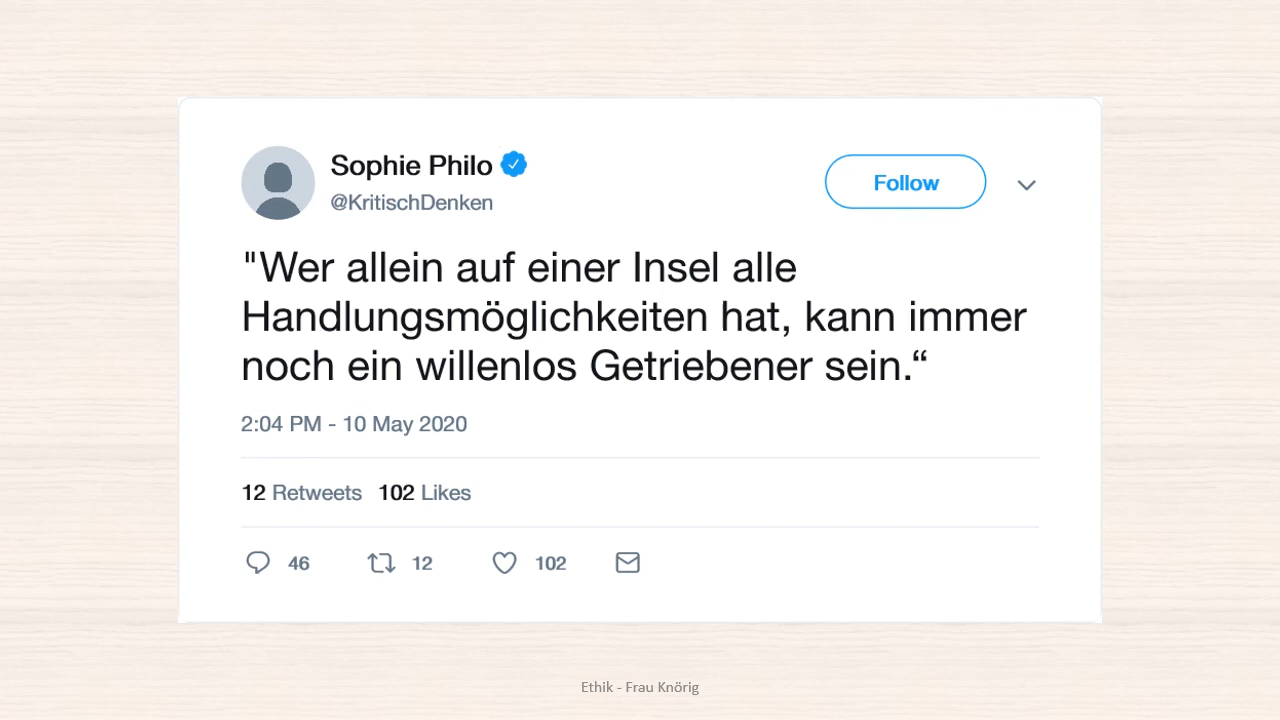 Sophie Philo
@KritischDenken
Follow
"Wer allein auf einer Insel alle
Handlungsmöglichkeiten hat, kann immer
noch ein willenlos Getriebener sein.“
2:04 PM - 10 May 2020
12 Retweets 102 Likes
46 12 102
Ethik - Frau Knörig